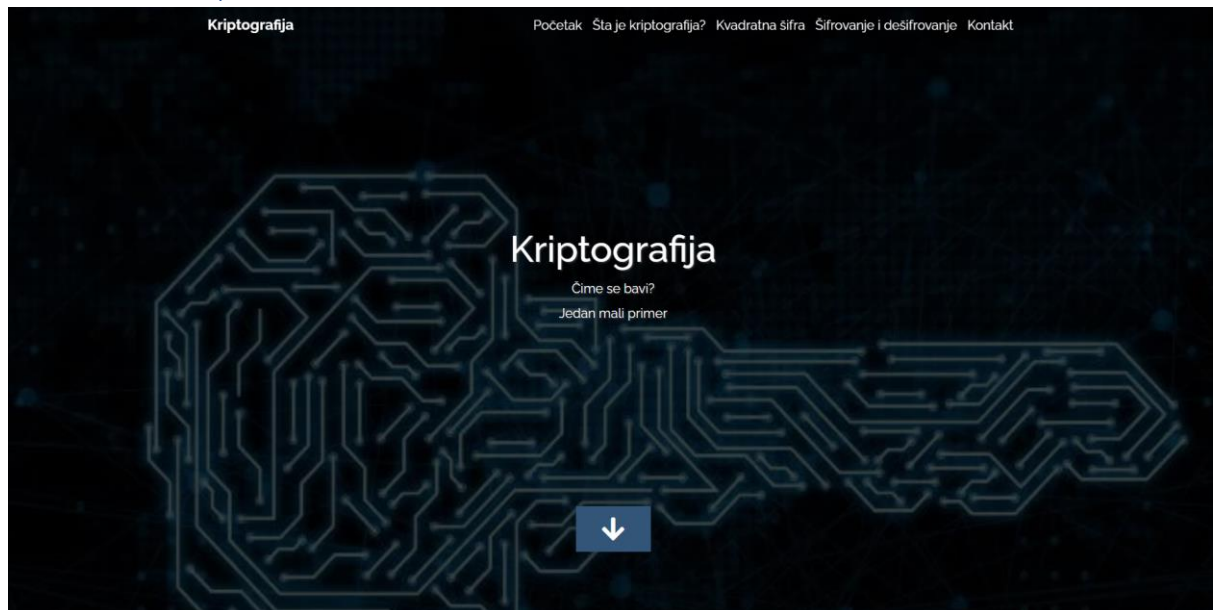 Kriptografija
Početak Šta je kriptografija? Kvadratna šifra Šifrovanje i dešifrovanje Kontakt
Kriptografija
Čime se bavi?
Jedan mali primer